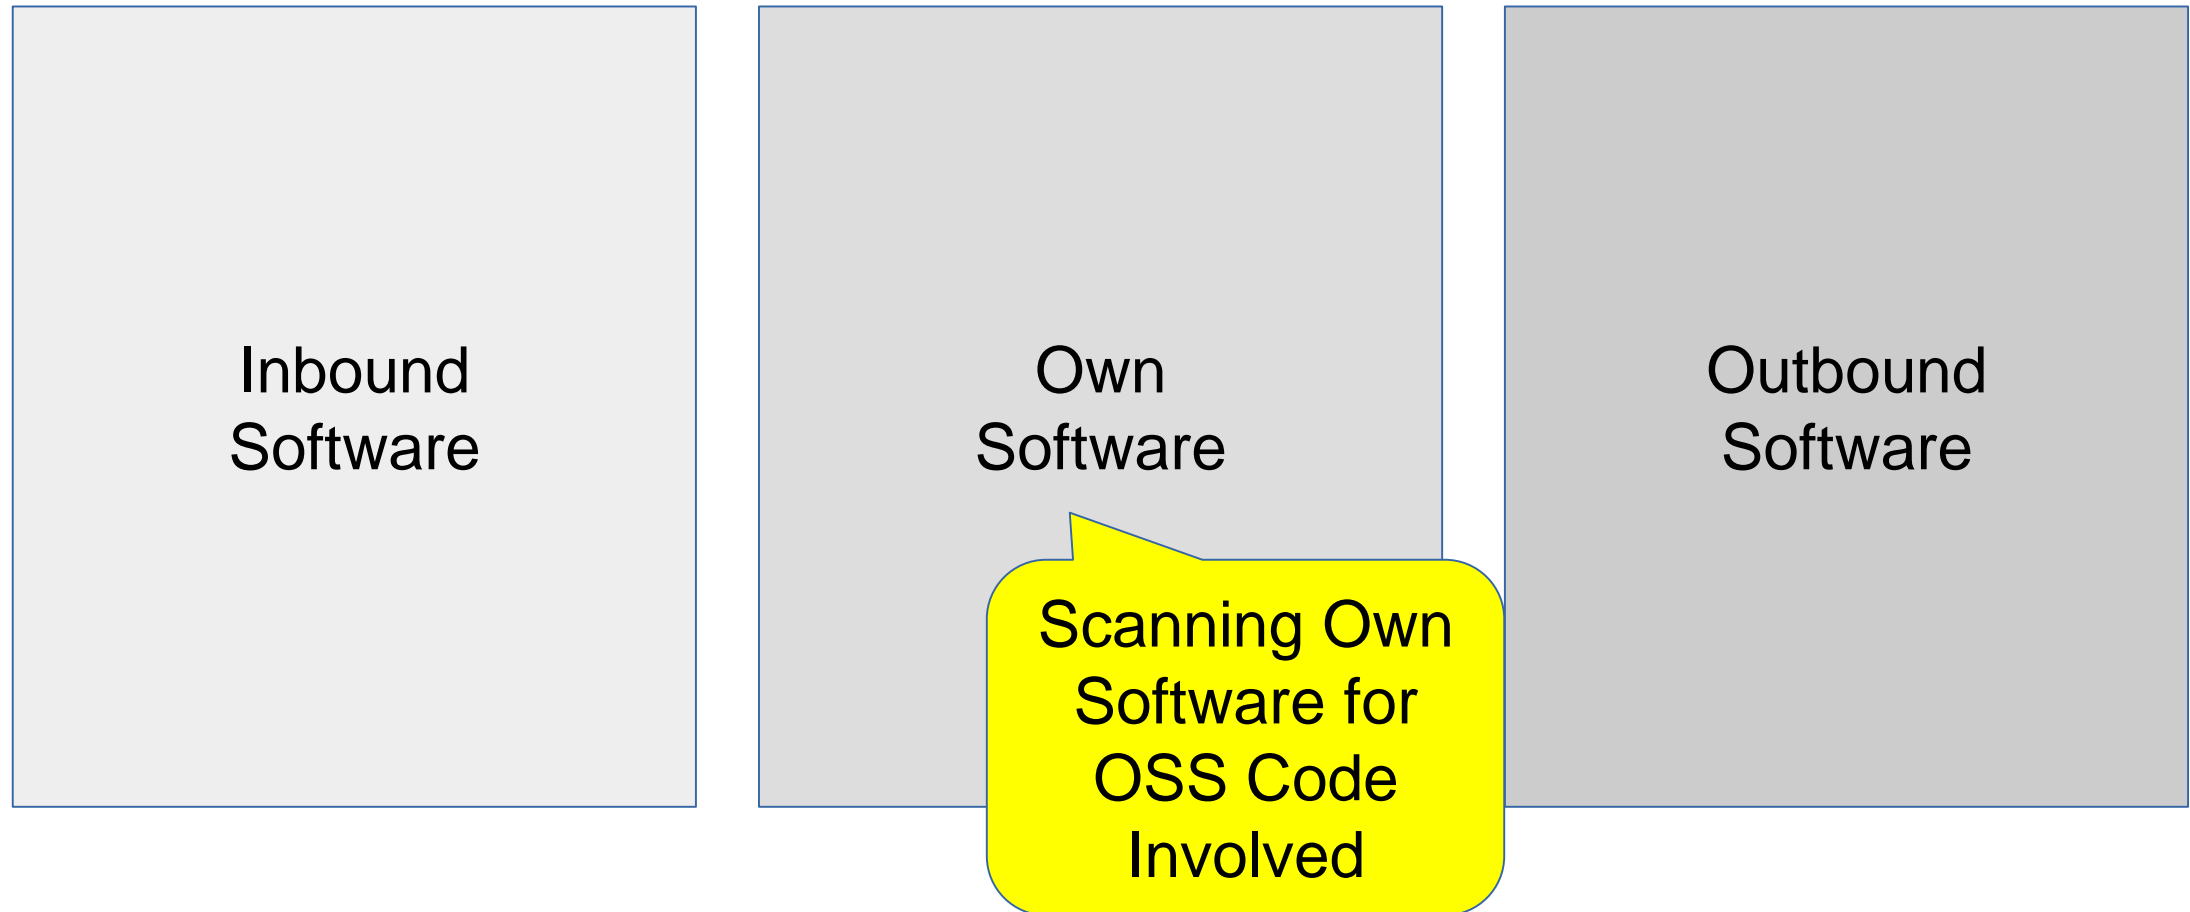 Inbound
Software
Own
Software
Outbound
Software
Scanning Own
Software for
OSS Code
Involved